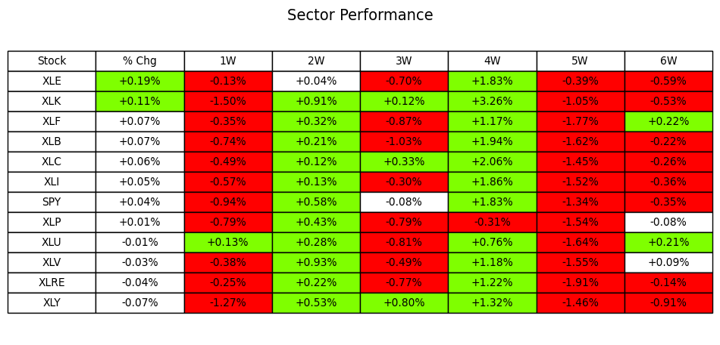 Sector Performance
Stock % Chg 1W 2W 3W 4W 5W 6W
XLE +0.19% -0.13% +0.04% -0.70% +1.83% -0.39% -0.59%
XLK +0.11% -1.50% +0.91% +0.12% +3.26% -1.05% -0.53%
XLF +0.07% -0.35% +0.32% -0.87% +1.17% -1.77% +0.22%
XLB +0.07% -0.74% +0.21% -1.03% +1.94% -1.62% -0.22%
XLC +0.06% -0.49% +0.12% +0.33% +2.06% -1.45% -0.26%
XLI +0.05% -0.57% +0.13% -0.30% +1.86% -1.52% -0.36%
SPY +0.04% -0.94% +0.58% -0.08% +1.83% -1.34% -0.35%
XLP +0.01% -0.79% +0.43% -0.79% -0.31% -1.54% -0.08%
XLU -0.01% +0.13% +0.28% -0.81% +0.76% -1.64% +0.21%
XLV -0.03% -0.38% +0.93% -0.49% +1.18% -1.55% +0.09%
XLRE -0.04% -0.25% +0.22% -0.77% +1.22% -1.91% -0.14%
XLY -0.07% -1.27% +0.53% +0.80% +1.32% -1.46% -0.91%